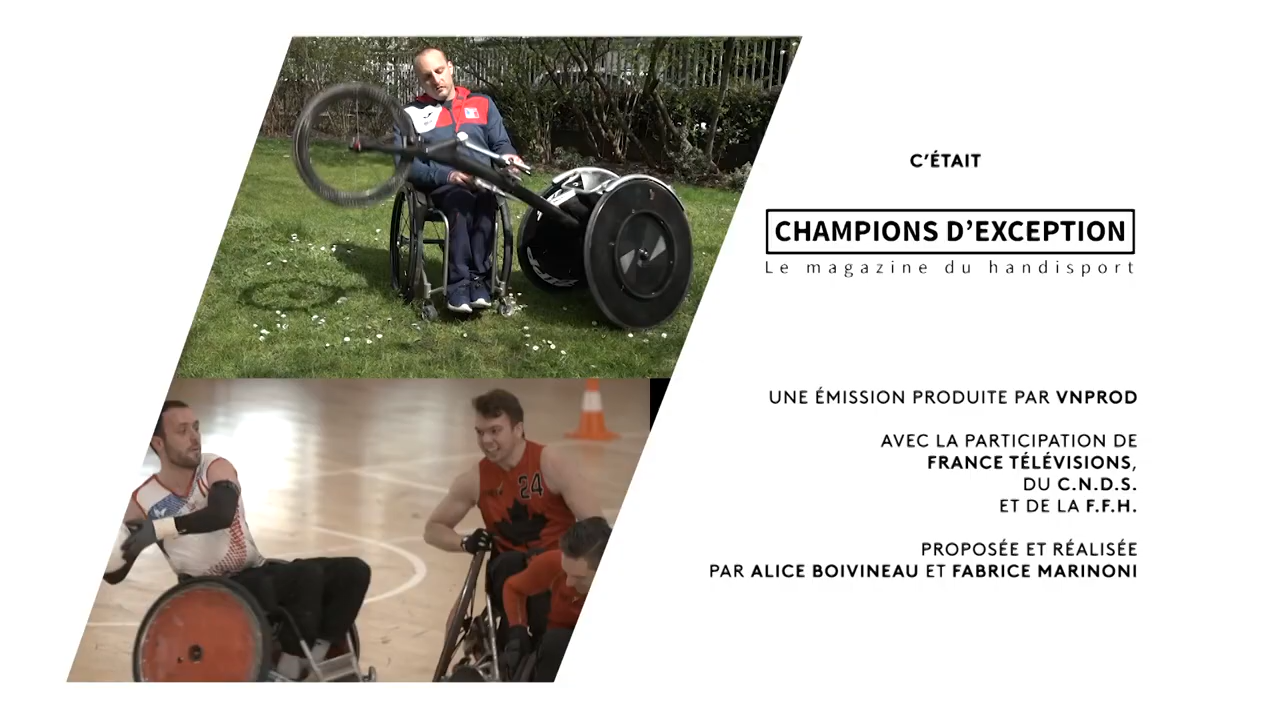 C'ÉTAIT
CHAMPIONS D'EXCEPTION
Le magazine du handisport
UNE ÉMISSION PRODUITE PAR VNPROD
AVEC LA PARTICIPATION DE
FRANCE TÉLÉVISIONS,
DU C.N.D.S.
ET DE LA F.F.H.
PROPOSÉE ET RÉALISÉE
PAR ALICE BOIVINEAU ET FABRICE MARINONI
24